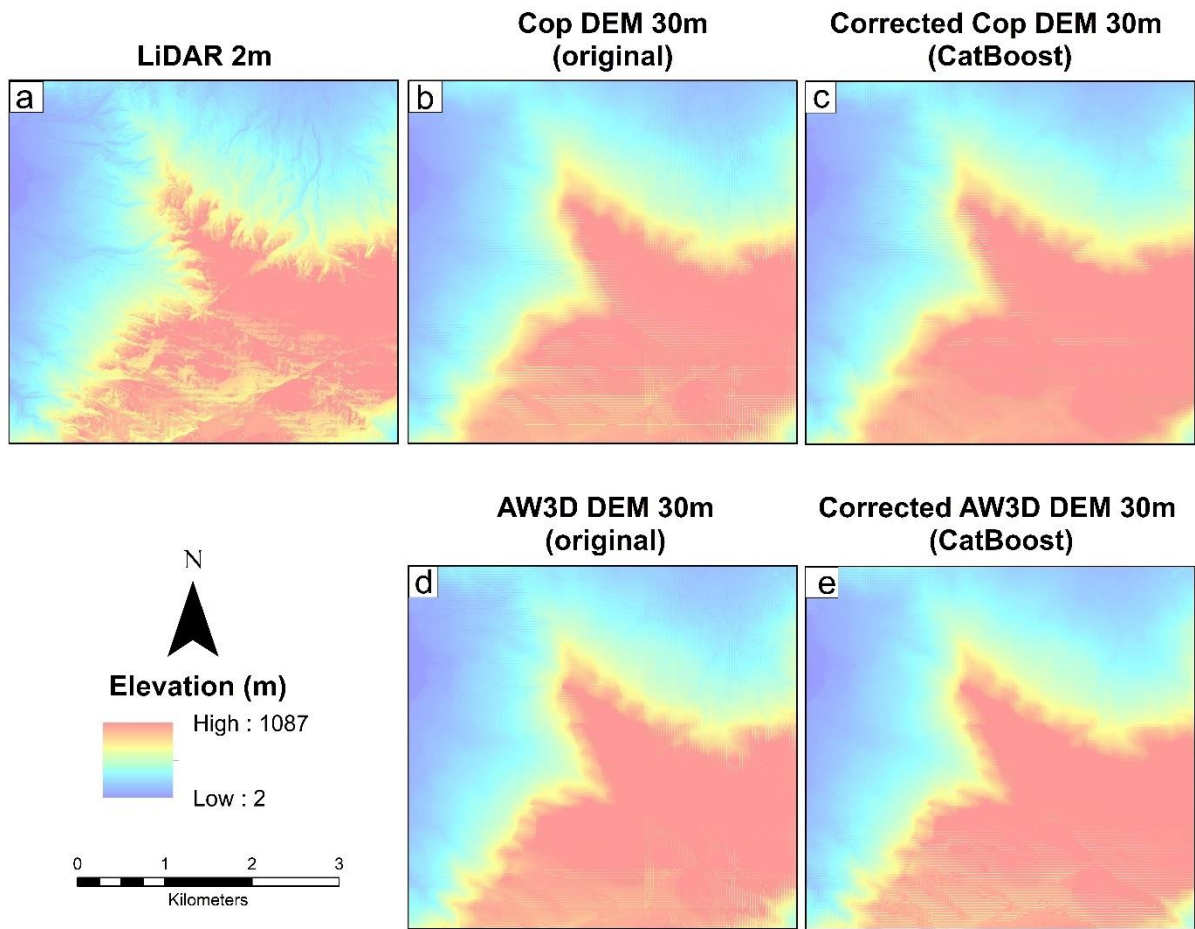 LiDAR 2m
Cop DEM 30m
(original)
Corrected Cop DEM 30m
(CatBoost)
a
b
c
AW3D DEM 30m
(original)
Corrected AW3D DEM 30m
(CatBoost)
d
e
N
Elevation (m)
High : 1087
Low : 2
0 1 2 3
Kilometers